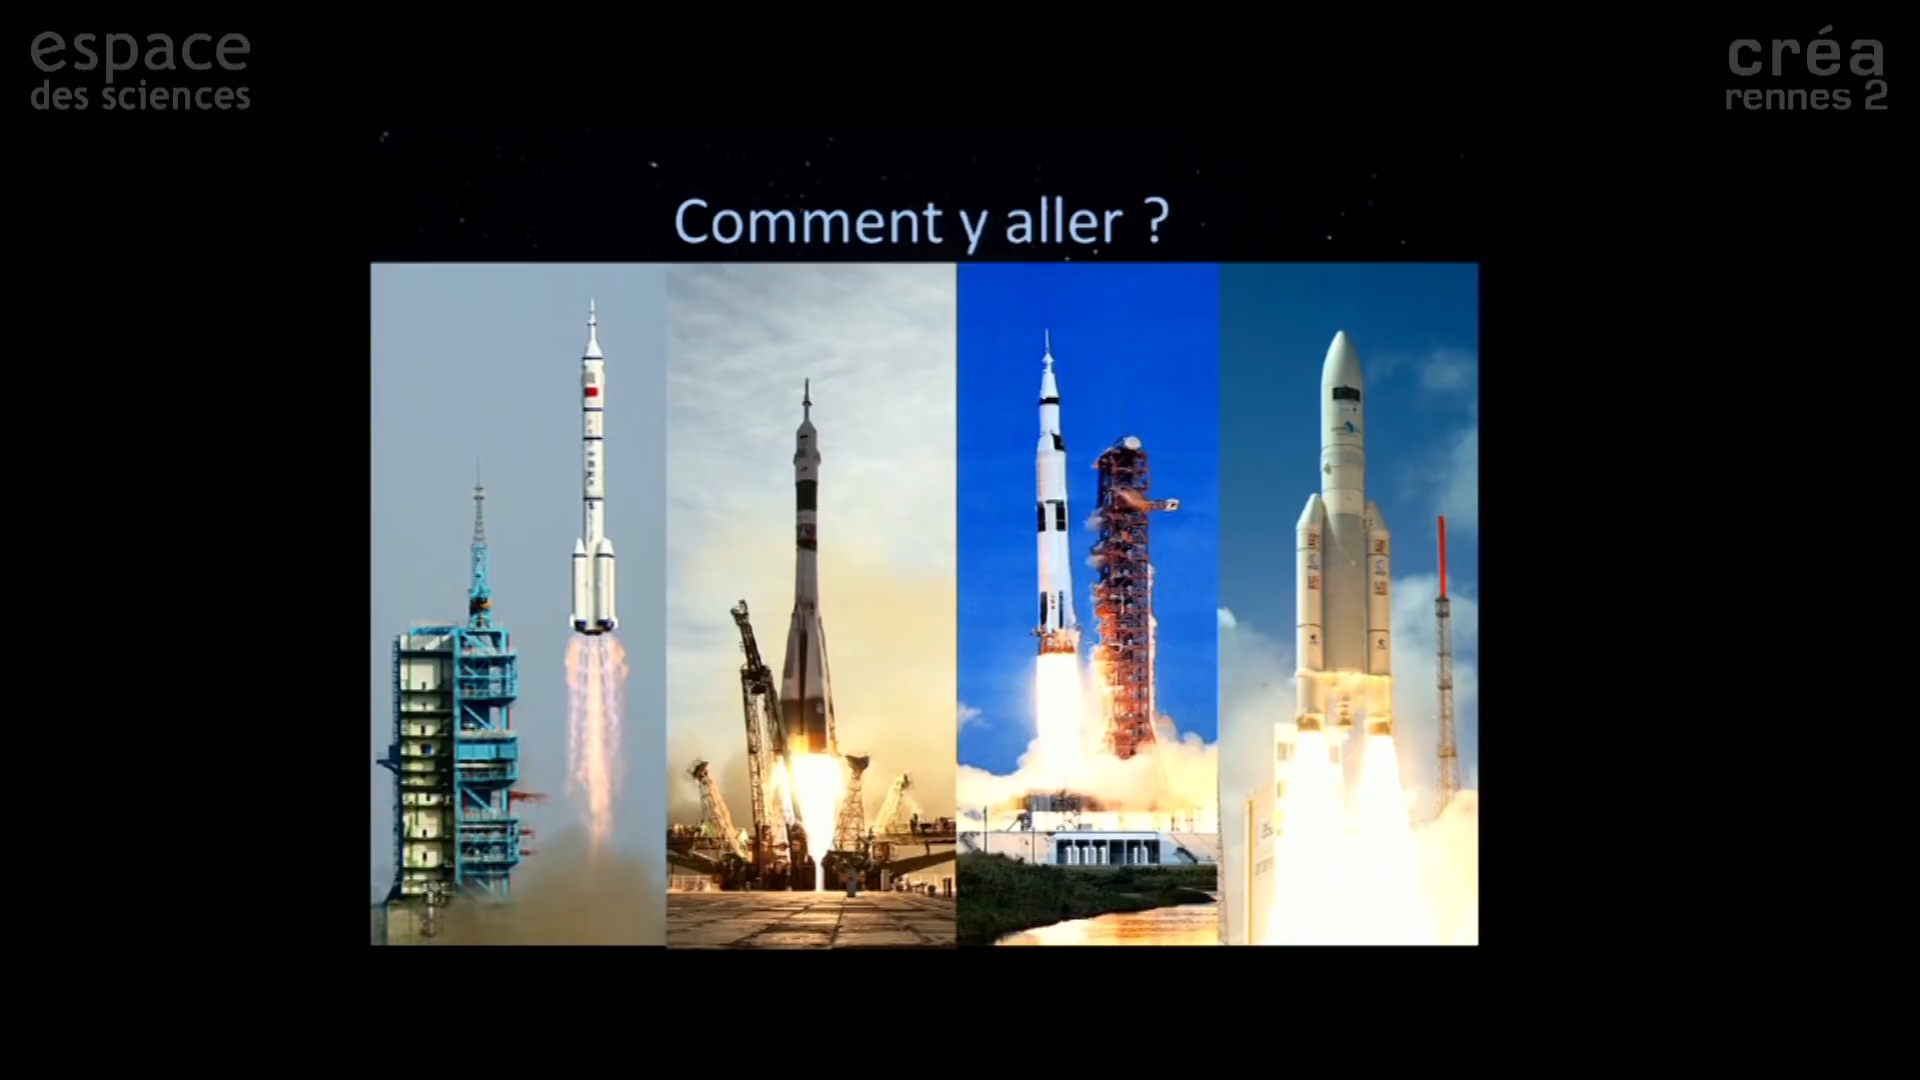 espace
des sciences
créa
rennes 2
Comment y aller ?